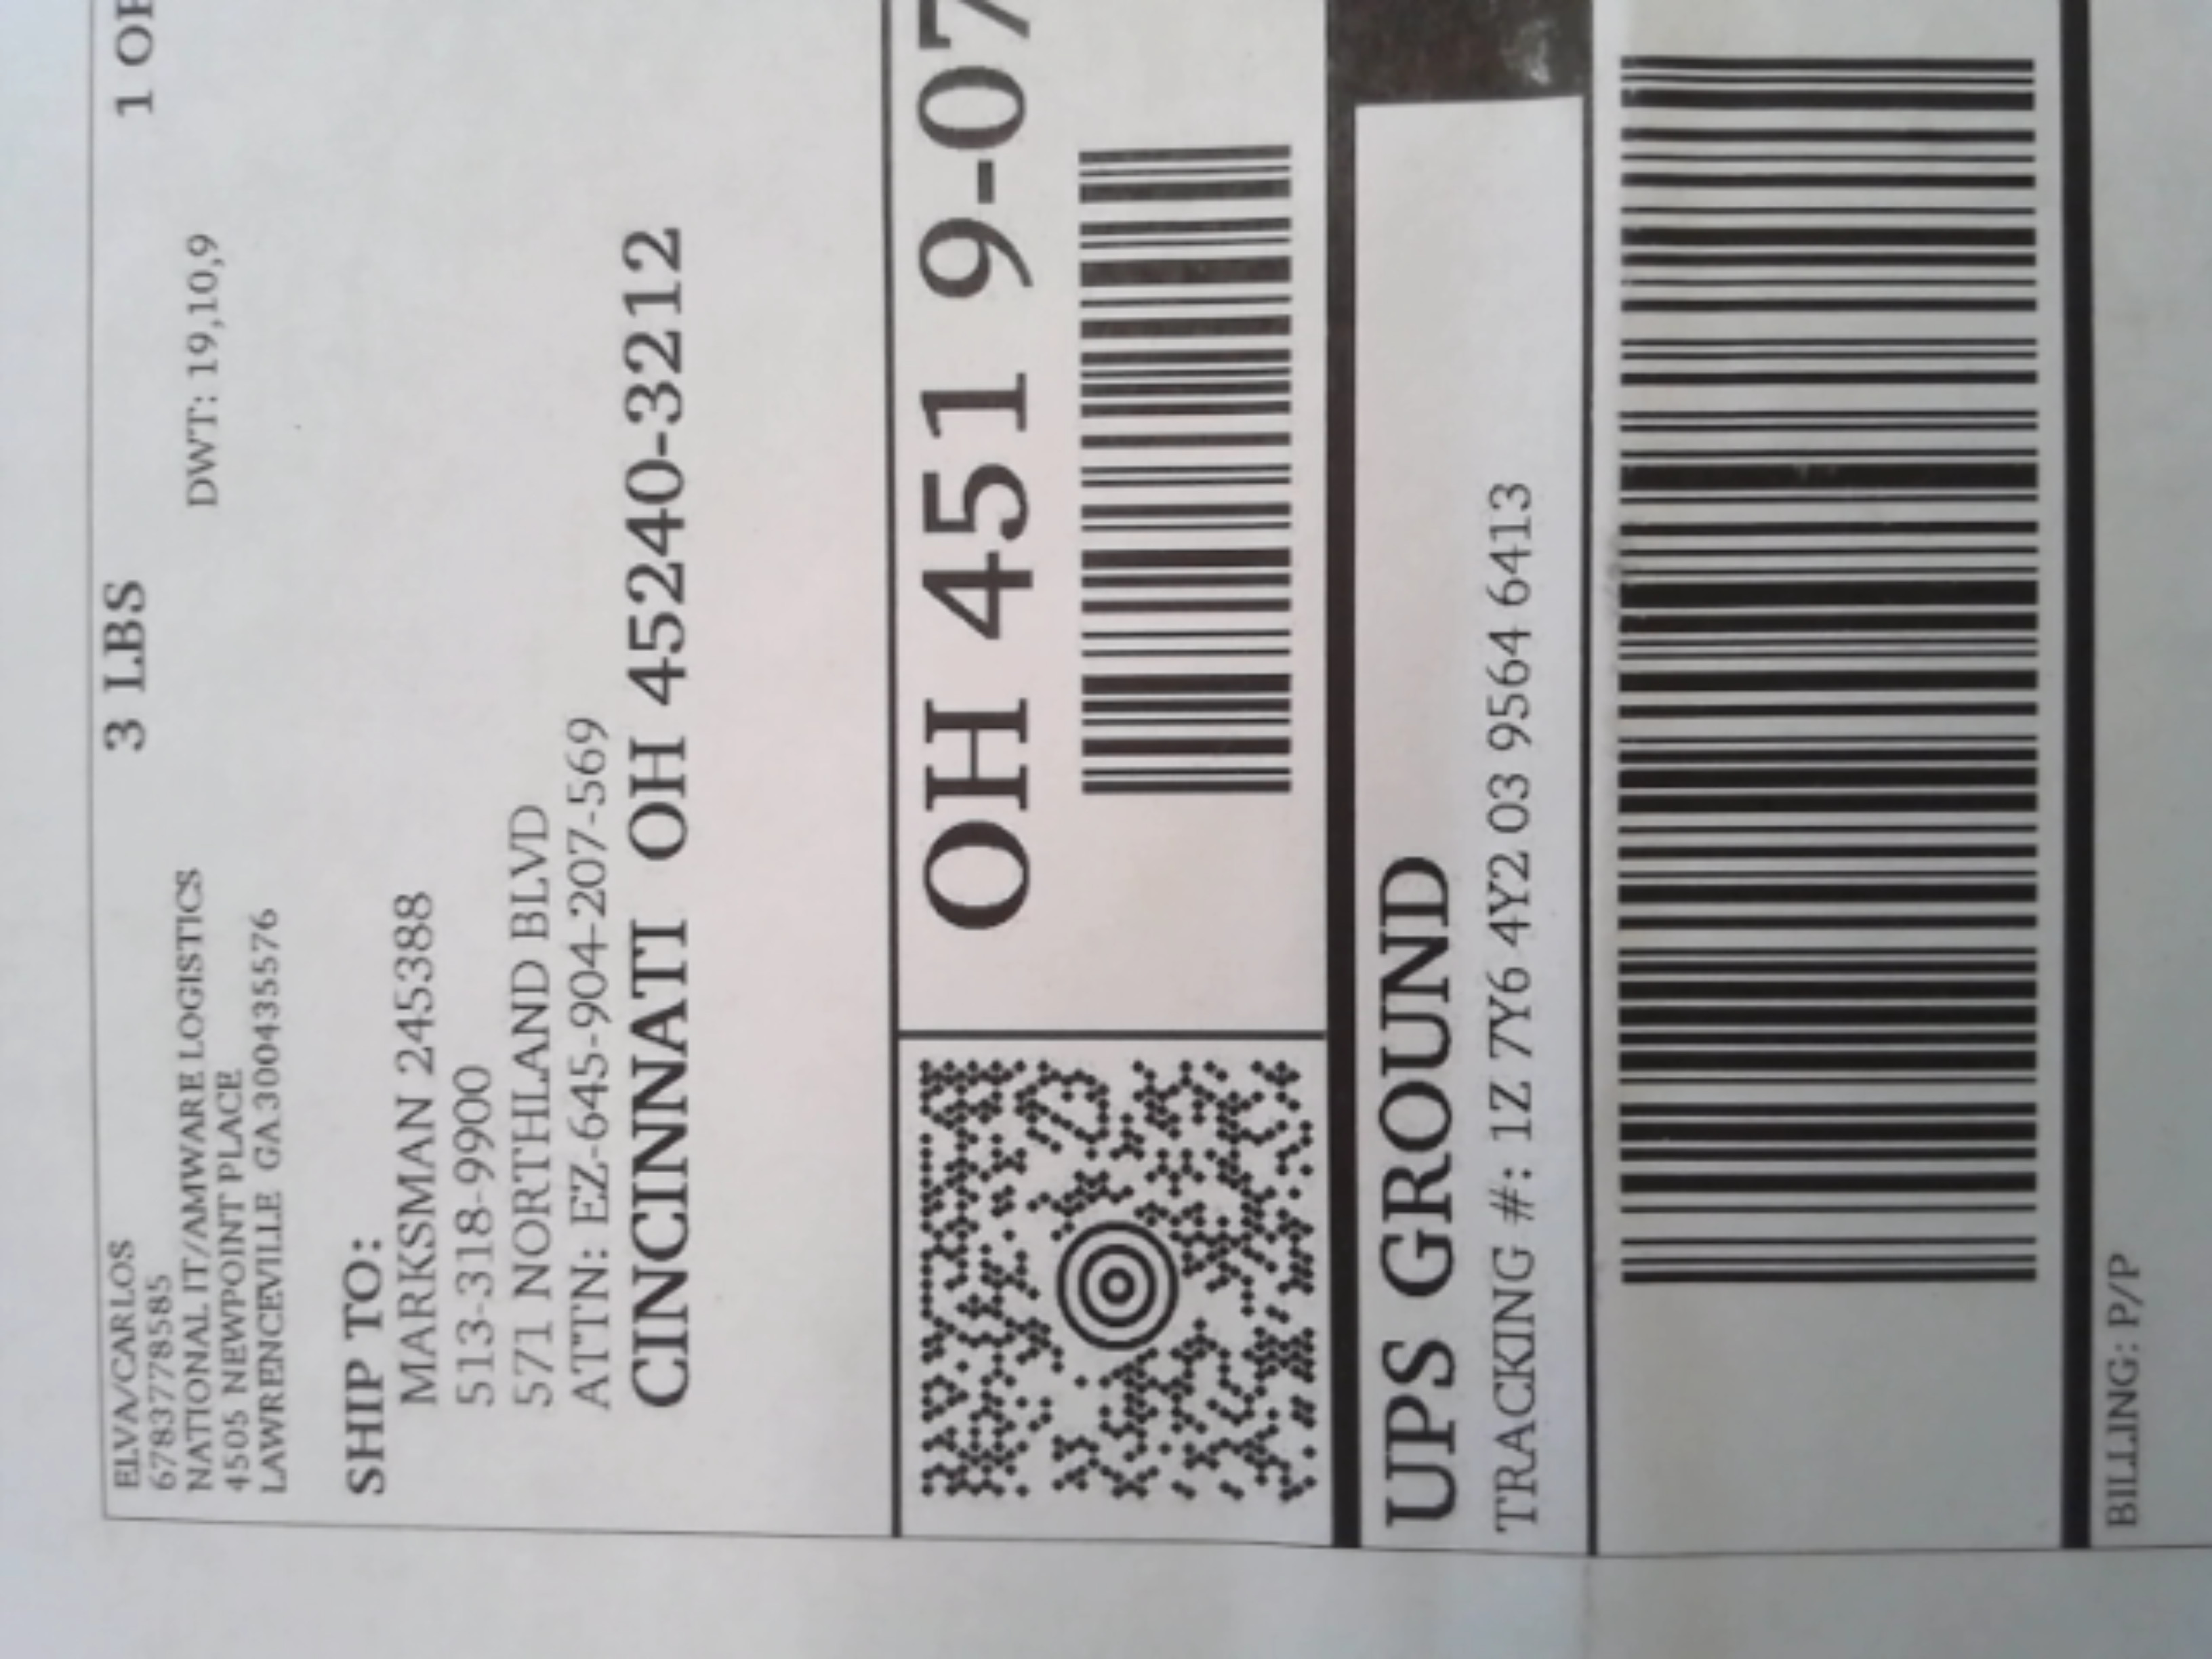 ELVA/CARLOS
6783778585
NATIONAL IT/AMWARE LOGISTICS
4505 NEWPOINT PLACE
LAWRENCEVILLE GA 300435576
3 LBS
1 OF
DWT: 19,10,9
SHIP TO:
MARKSMAN 245388
513-318-9900
571 NORTHLAND BLVD
ATTN: EZ-645-904-207-569
CINCINNATI OH 45240-3212
OH 451 9-07
UPS GROUND
TRACKING #: 1Z 7Y6 4Y2 03 9564 6413
BILLING: P/P